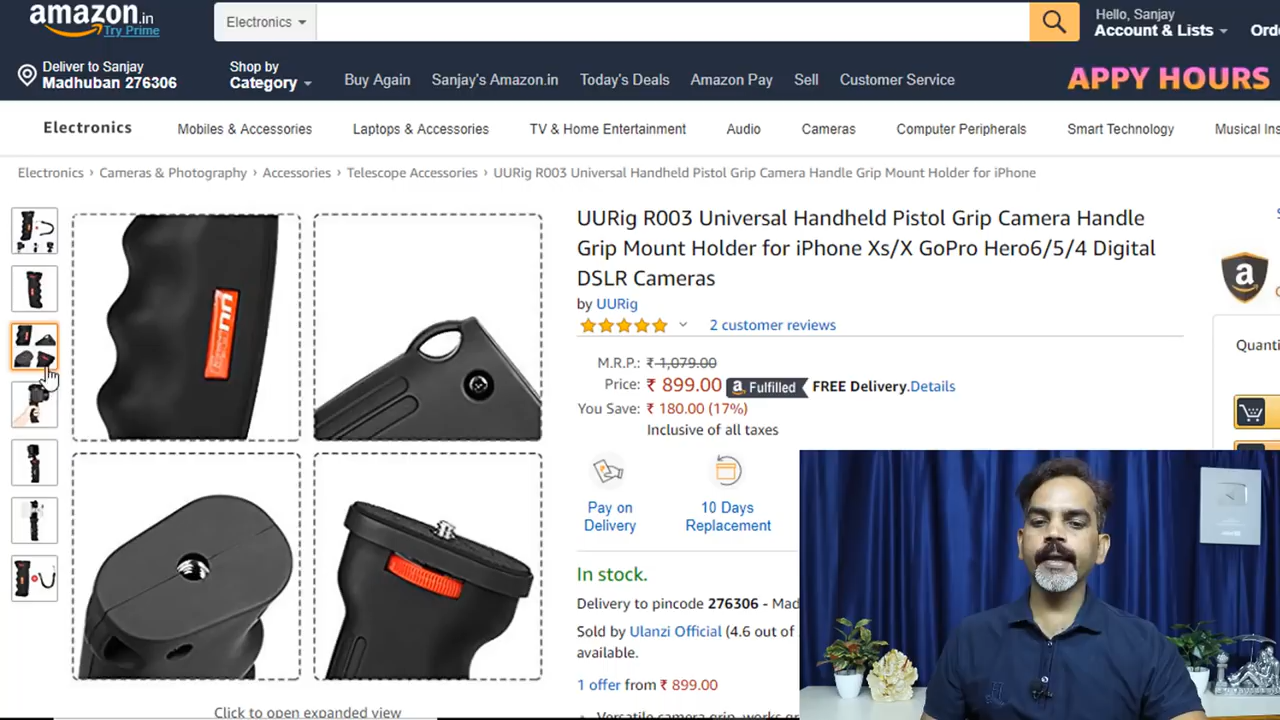 amazon.in
Try Prime
Electronics
Hello, Sanjay
Account & Lists
Deliver to Sanjay
Madhuban 276306
Shop by
Category
Buy Again
Sanjay's Amazon.in
Today's Deals
Amazon Pay
Sell
Customer Service
APPY HOURS
Electronics
Mobiles & Accessories
Laptops & Accessories
TV & Home Entertainment
Audio
Cameras
Computer Peripherals
Smart Technology
Musical
Electronics › Cameras & Photography › Accessories › Telescope Accessories › UURig R003 Universal Handheld Pistol Grip Camera Handle Grip Mount Holder for iPhone
UURig R003 Universal Handheld Pistol Grip Camera Handle
Grip Mount Holder for iPhone Xs/X GoPro Hero6/5/4 Digital
DSLR Cameras
by UURig
2 customer reviews
M.R.P.: ₹ 1,079.00
Price: ₹ 899.00 a Fulfilled FREE Delivery.Details
You Save: ₹ 180.00 (17%)
Inclusive of all taxes
Pay on
Delivery
10 Days
Replacement
In stock.
Delivery to pincode 276306 - Mad
Sold by Ulanzi Official (4.6 out of
available.
1 offer from ₹ 899.00
Versatile camera grip, works
Click to open expanded view
Quanti
a